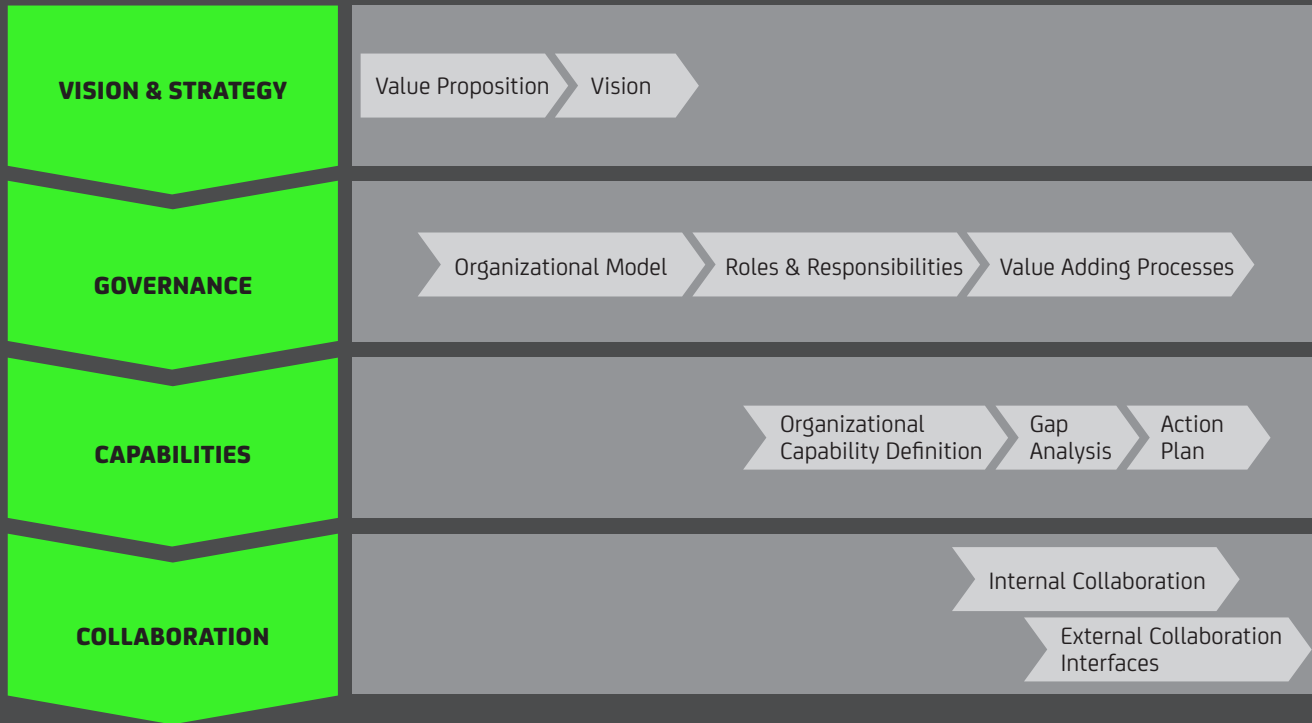 VISION & STRATEGY
Value Proposition
Vision
GOVERNANCE
Organizational Model
Roles & Responsibilities
Value Adding Processes
CAPABILITIES
Organizational
Capability Definition
Gap
Analysis
Action
Plan
COLLABORATION
Internal Collaboration
External Collaboration
Interfaces